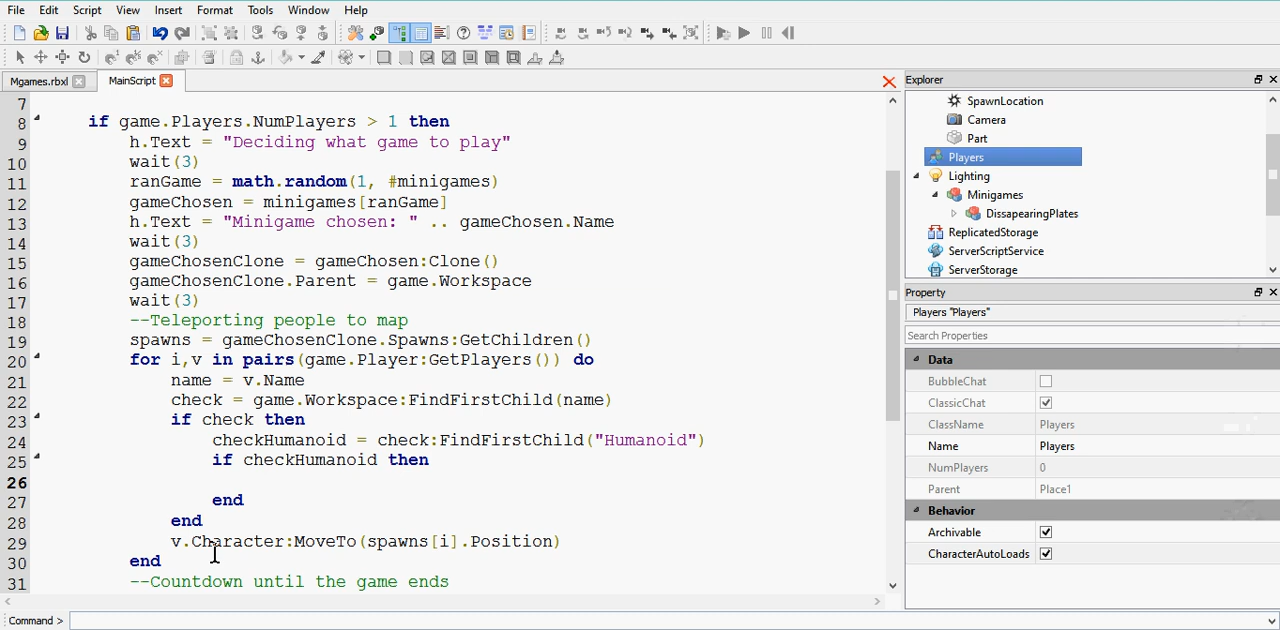 File Edit Script View Insert Format Tools Window Help
Mgames.rbxl MainScript
7
8 if game.Players.NumPlayers > 1 then
9 h.Text = "Deciding what game to play"
10 wait(3)
11 ranGame = math.random(1, #minigames)
12 gameChosen = minigames[ranGame]
13 h.Text = "Minigame chosen: " .. gameChosen.Name
14 wait(3)
15 gameChosenClone = gameChosen:Clone()
16 gameChosenClone.Parent = game.Workspace
17 wait(3)
18 --Teleporting people to map
19 spawns = gameChosenClone.Spawns:GetChildren()
20 for i,v in pairs(game.Player:GetPlayers()) do
21 name = v.Name
22 check = game.Workspace:FindFirstChild(name)
23 if check then
24 checkHumanoid = check:FindFirstChild("Humanoid")
25 if checkHumanoid then
26
27 end
28 end
29 v.Character:MoveTo(spawns[i].Position)
30 end
31 --Countdown until the game ends
Command >
Explorer
SpawnLocation
Camera
Part
Players
Lighting
Minigames
DissapearingPlates
ReplicatedStorage
ServerScriptService
ServerStorage
Property
Players "Players"
Search Properties
Data
BubbleChat
ClassicChat
ClassName Players
Name Players
NumPlayers 0
Parent Place1
Behavior
Archivable
CharacterAutoLoads